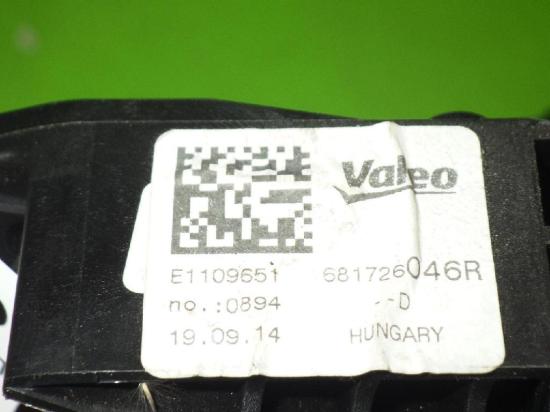 Valeo
E1109651 681726046R
no.:0894 --D
19.09.14 HUNGARY